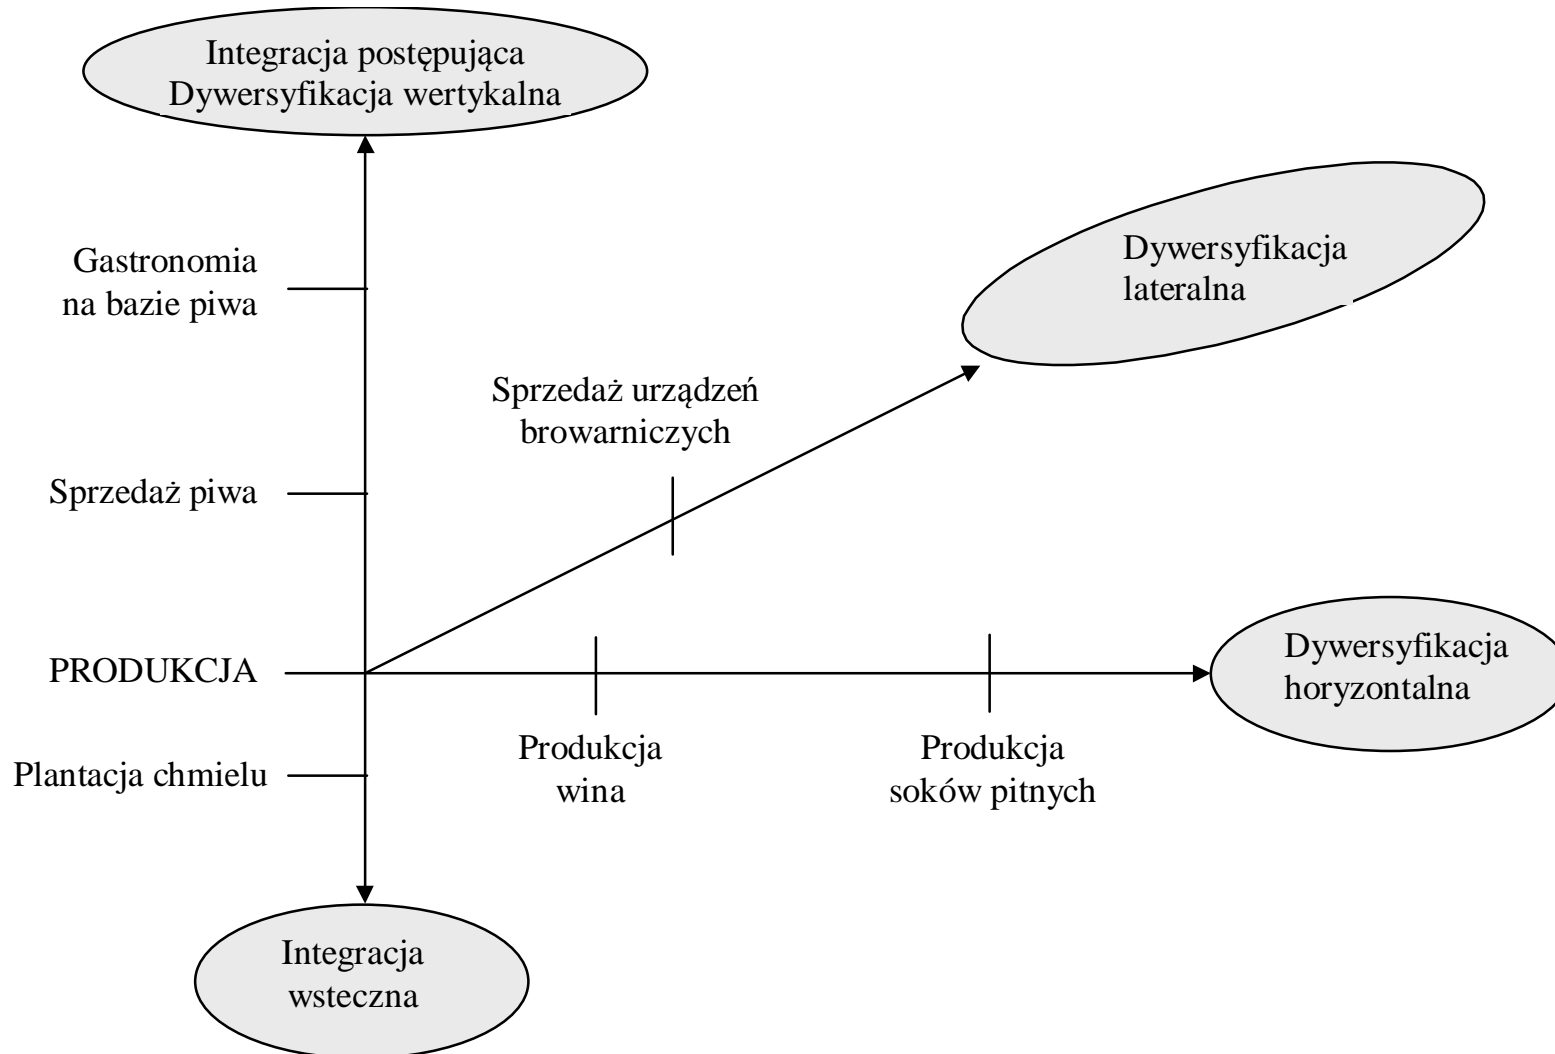 Integracja postępująca
Dywersyfikacja wertykalna
Gastronomia
na bazie piwa
Dywersyfikacja
lateralna
Sprzedaż urządzeń
browarniczych
Sprzedaż piwa
PRODUKCJA
Dywersyfikacja
horyzontalna
Plantacja chmielu
Produkcja
wina
Produkcja
soków pitnych
Integracja
wsteczna